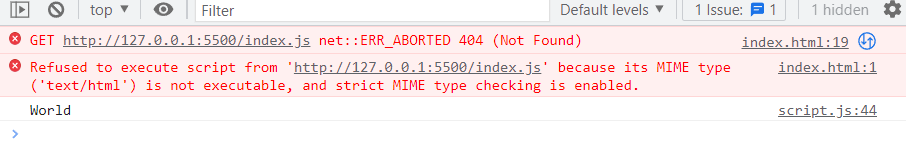 top ▼ Filter Default levels ▼ 1 Issue: 1 1 hidden
GET http://127.0.0.1:5500/index.js net::ERR_ABORTED 404 (Not Found) index.html:19
Refused to execute script from 'http://127.0.0.1:5500/index.js' because its MIME type index.html:1
('text/html') is not executable, and strict MIME type checking is enabled.
World script.js:44